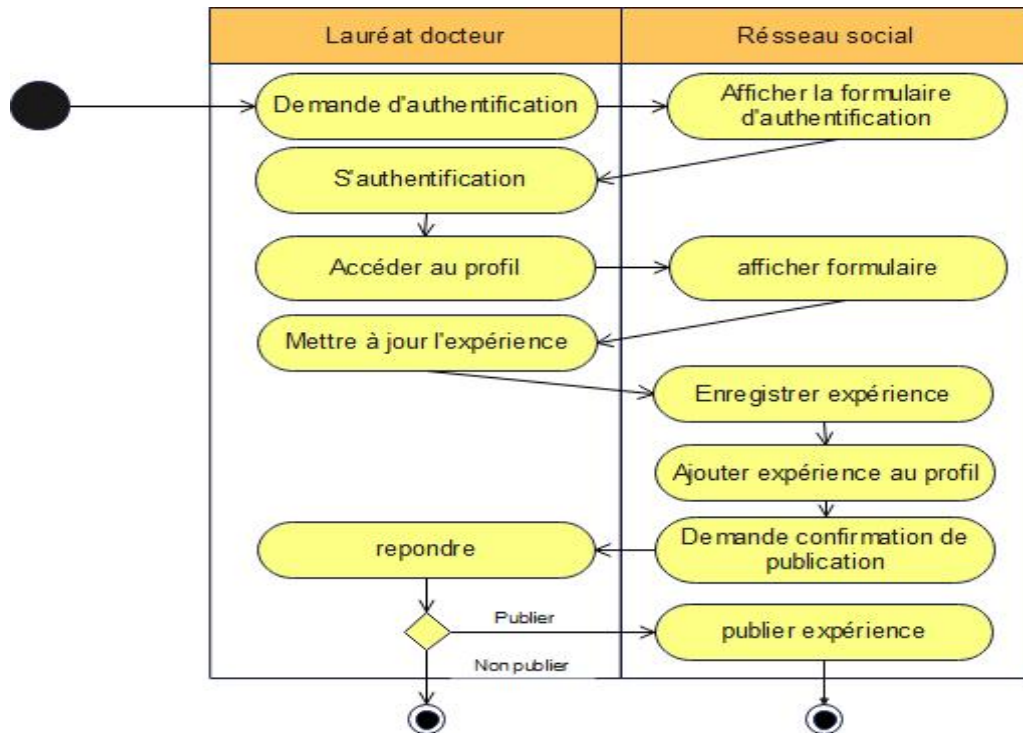 Lauréat docteur
Résseau social
Demande d'authentification
Afficher la formulaire
d'authentification
S'authentification
Accéder au profil
afficher formulaire
Mettre à jour l'expérience
Enregistrer expérience
Ajouter expérience au profil
repondre
Demande confirmation de
publication
Publier
publier expérience
Non publier